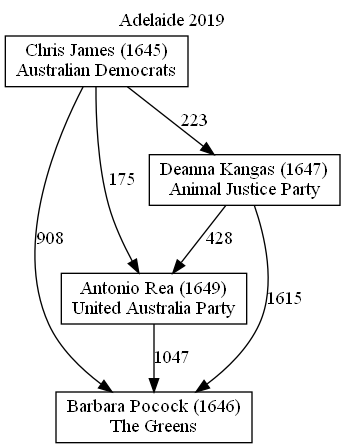 Adelaide 2019
Chris James (1645)
Australian Democrats
223
Deanna Kangas (1647)
Animal Justice Party
175
908
428
Antonio Rea (1649)
United Australia Party
1615
1047
Barbara Pocock (1646)
The Greens